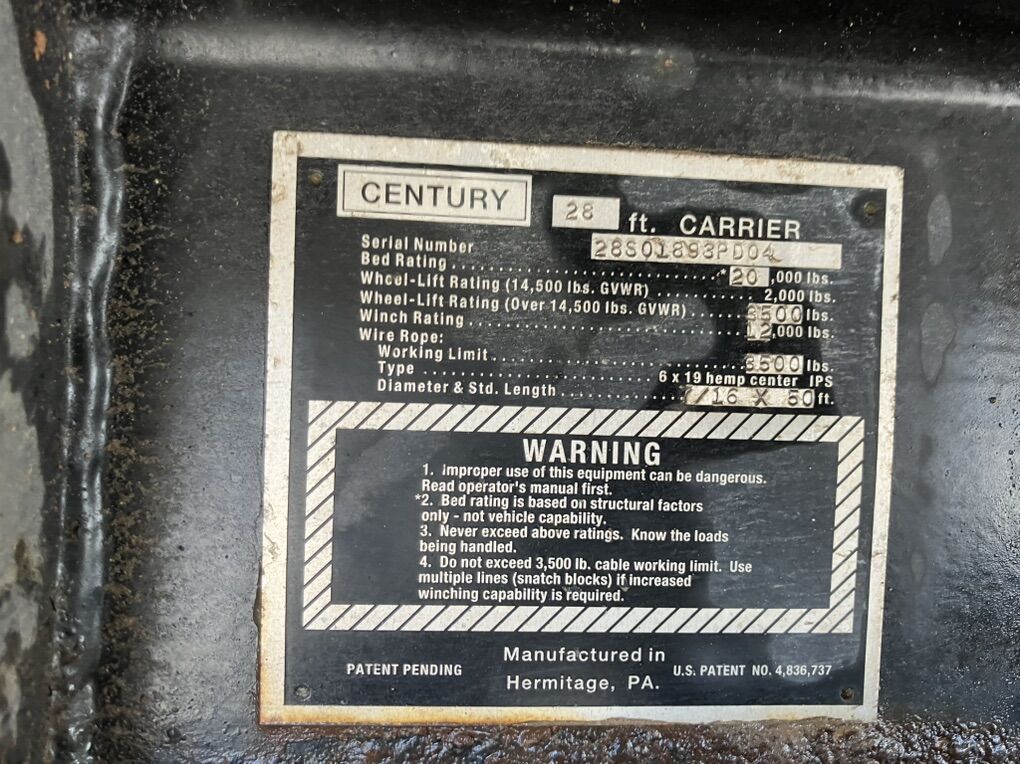 CENTURY 28 ft. CARRIER
Serial Number 28S01893PD04
Bed Rating ........ *20,000 lbs.
Wheel-Lift Rating (14,500 lbs. GVWR) ........ 2,000 lbs.
Wheel-Lift Rating (Over 14,500 lbs. GVWR) ...... 3500 lbs.
Winch Rating ........ 12,000 lbs.
Wire Rope:
Working Limit ........ 3500 lbs.
Type ........ 6 x 19 hemp center IPS
Diameter & Std. Length ........ 7/16 X 50 ft.
WARNING
1. Improper use of this equipment can be dangerous.
Read operator's manual first.
*2. Bed rating is based on structural factors
only - not vehicle capability.
3. Never exceed above ratings. Know the loads
being handled.
4. Do not exceed 3,500 lb. cable working limit. Use
multiple lines (snatch blocks) if increased
winching capability is required.
PATENT PENDING
Manufactured in
Hermitage, PA.
U.S. PATENT NO. 4,836,737